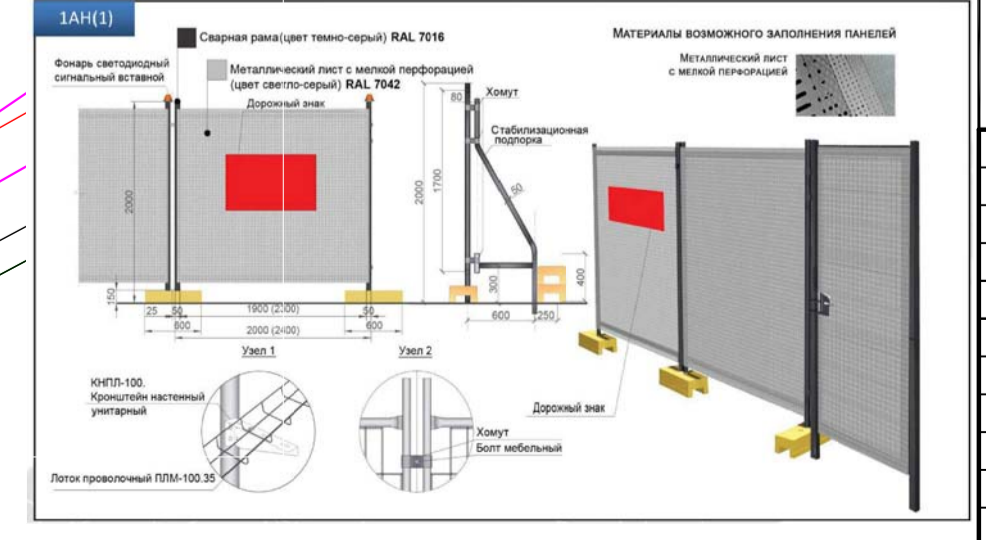 1АН(1)
Сварная рама(цвет темно-серый) RAL 7016
Фонарь светодиодный
сигнальный вставной
Металлический лист с мелкой перфорацией
(цвет светло-серый) RAL 7042
Дорожный знак
2000
150
25
50
1900 (2300)
50
600
2000 (2400)
600
80
Хомут
Стабилизационная
подпорка
2000
1700
50
300
400
600
250
МАТЕРИАЛЫ ВОЗМОЖНОГО ЗАПОЛНЕНИЯ ПАНЕЛЕЙ
МЕТАЛЛИЧЕСКИЙ ЛИСТ
С МЕЛКОЙ ПЕРФОРАЦИЕЙ
Дорожный знак
Узел 1
КНПЛ-100.
Кронштейн настенный
унитарный
Лоток проволочный ПЛМ-100.35
Узел 2
Хомут
Болт мебельный